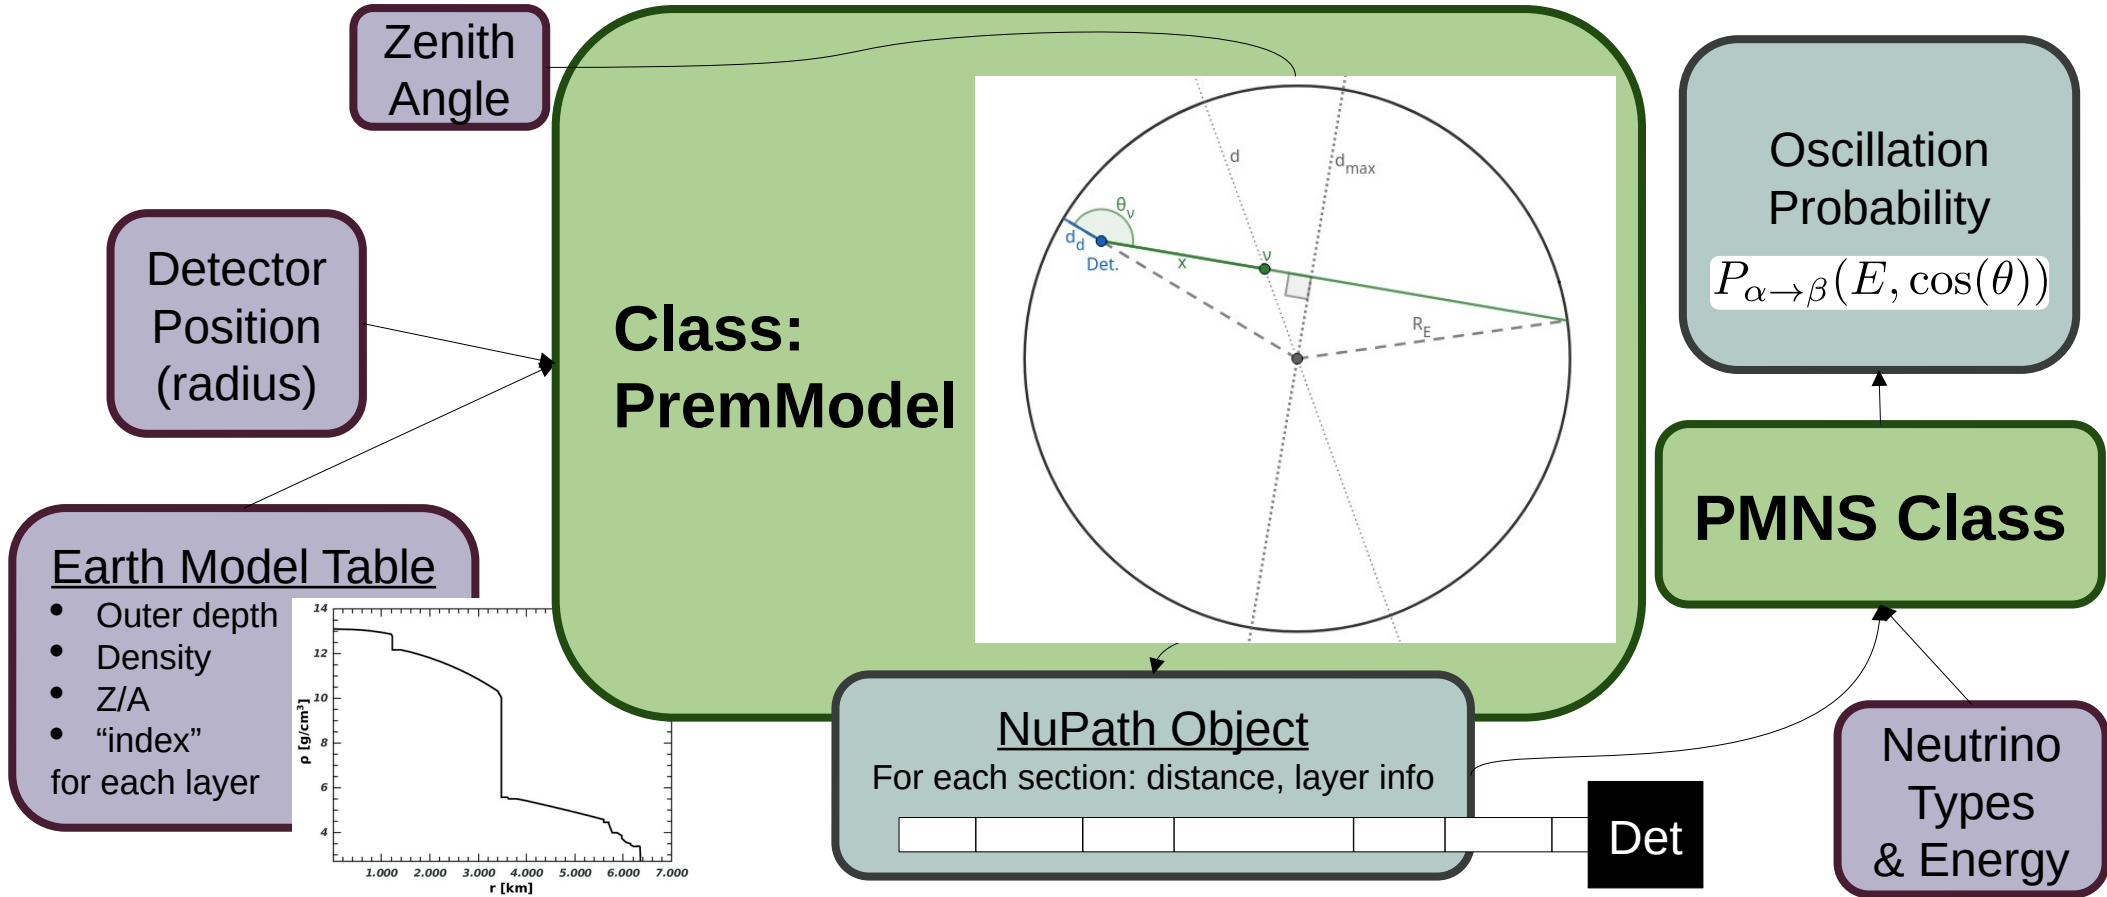 Zenith
Angle
Detector
Position
(radius)
Earth Model Table
• Outer depth
• Density
• Z/A
• “index”
for each layer
14
12
10
8
6
4
ρ [g/cm³]
1.000 2.000 3.000 4.000 5.000 6.000 7.000
r [km]
Class:
PremModel
d
d_max
θ_ν
d_d
Det.
x
ν
R_E
NuPath Object
For each section: distance, layer info
Det
Oscillation
Probability
P_{α→β}(E, cos(θ))
PMNS Class
Neutrino
Types
& Energy